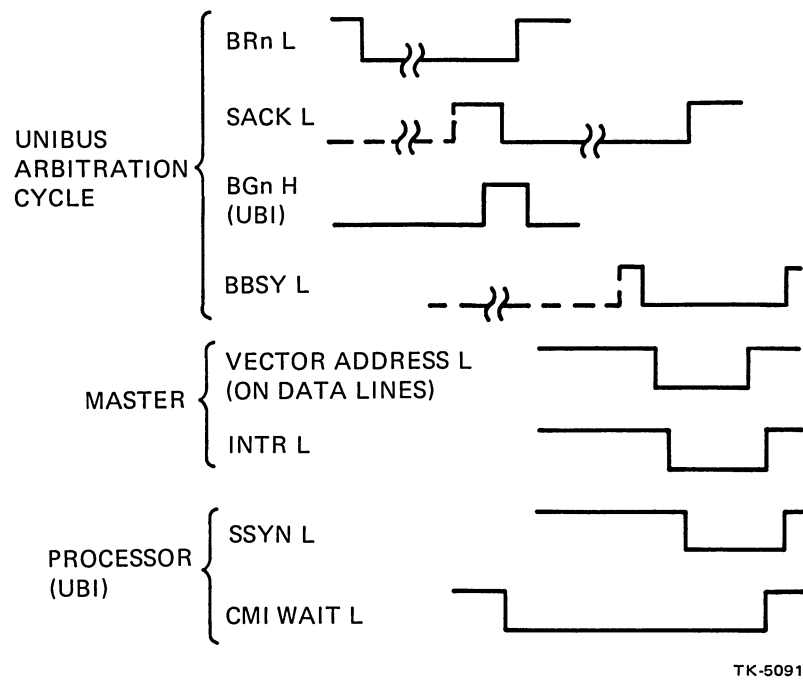 BRn L
SACK L
UNIBUS
ARBITRATION
CYCLE
BGn H
(UBI)
BBSY L
VECTOR ADDRESS L
(ON DATA LINES)
MASTER
INTR L
SSYN L
PROCESSOR
(UBI)
CMI WAIT L
TK-5091